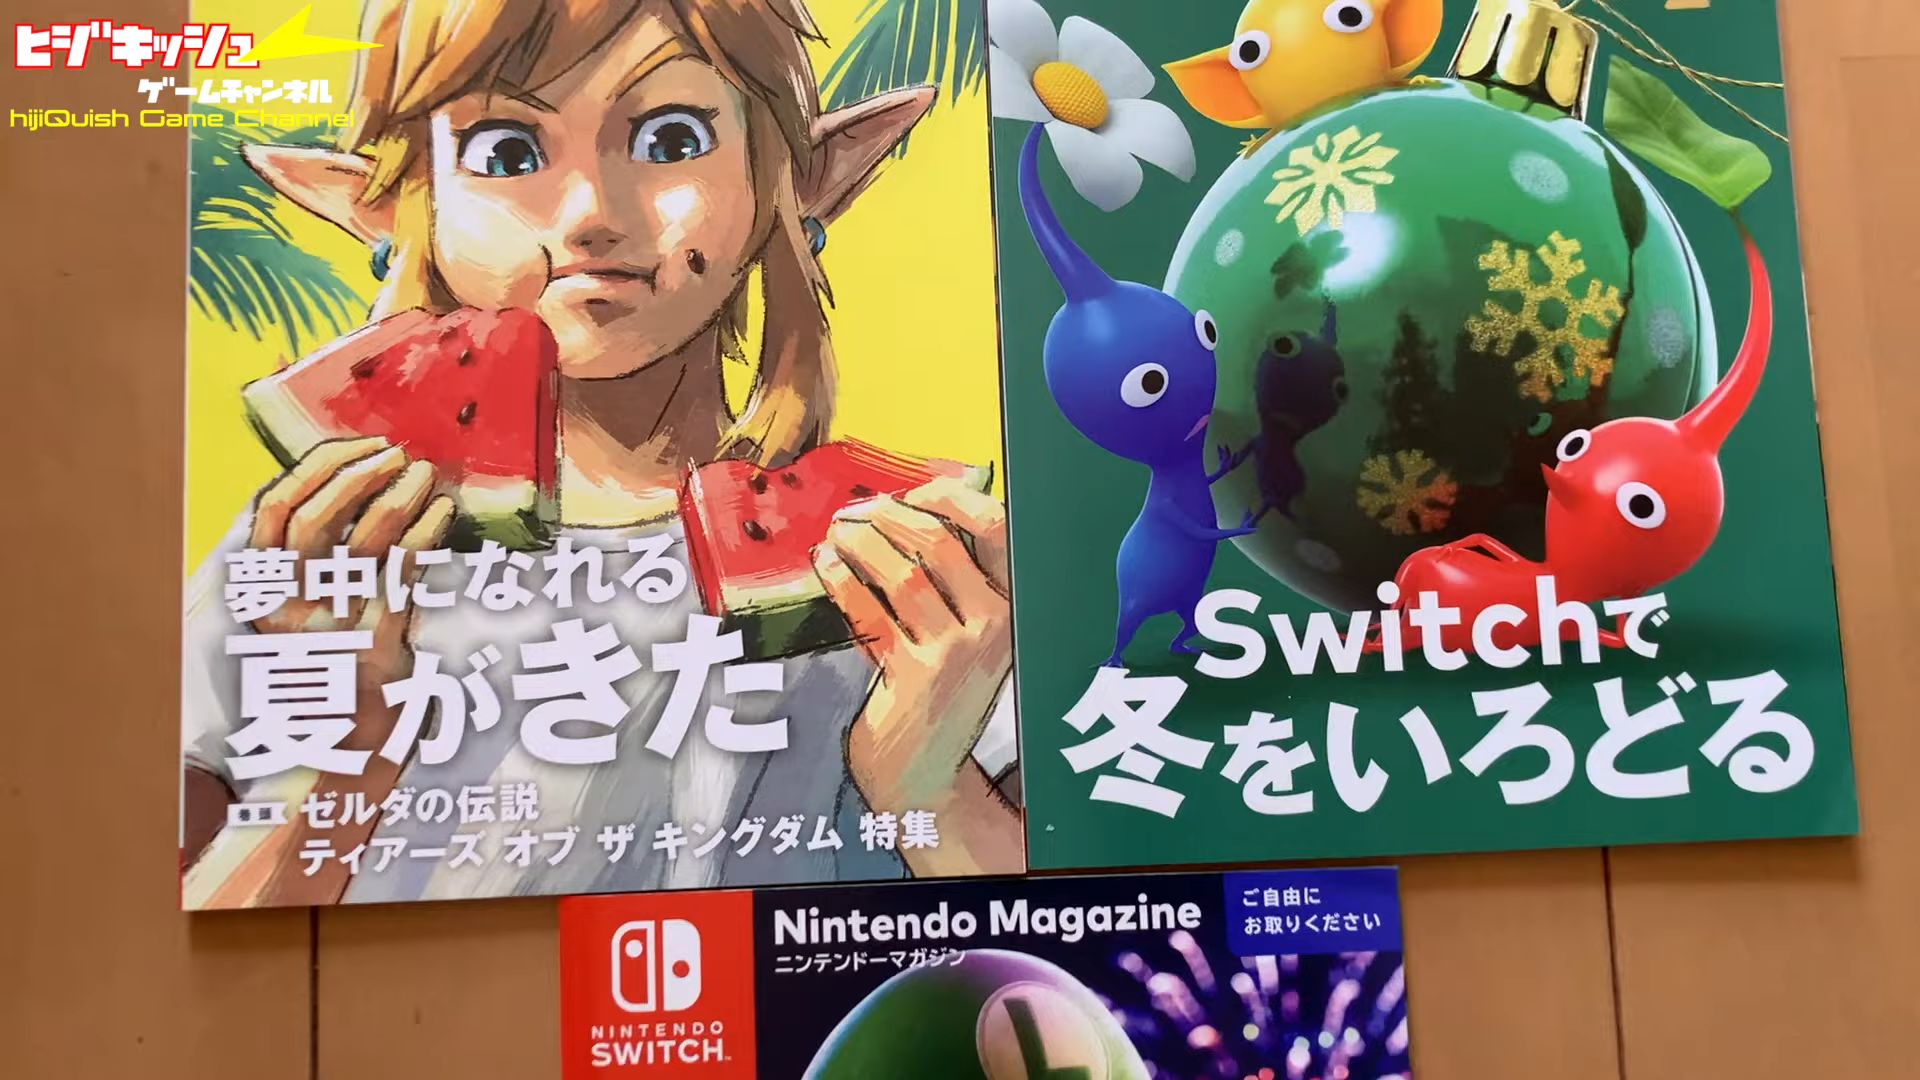 ヒジキッシュ
ゲームチャンネル
hijiQuish Game Channel
夢中になれる
夏がきた
巻頭 ゼルダの伝説
ティアーズ オブ ザ キングダム 特集
Switchで
冬をいろどる
NINTENDO
SWITCH™
Nintendo Magazine
ニンテンドーマガジン
ご自由に
お取りください
L